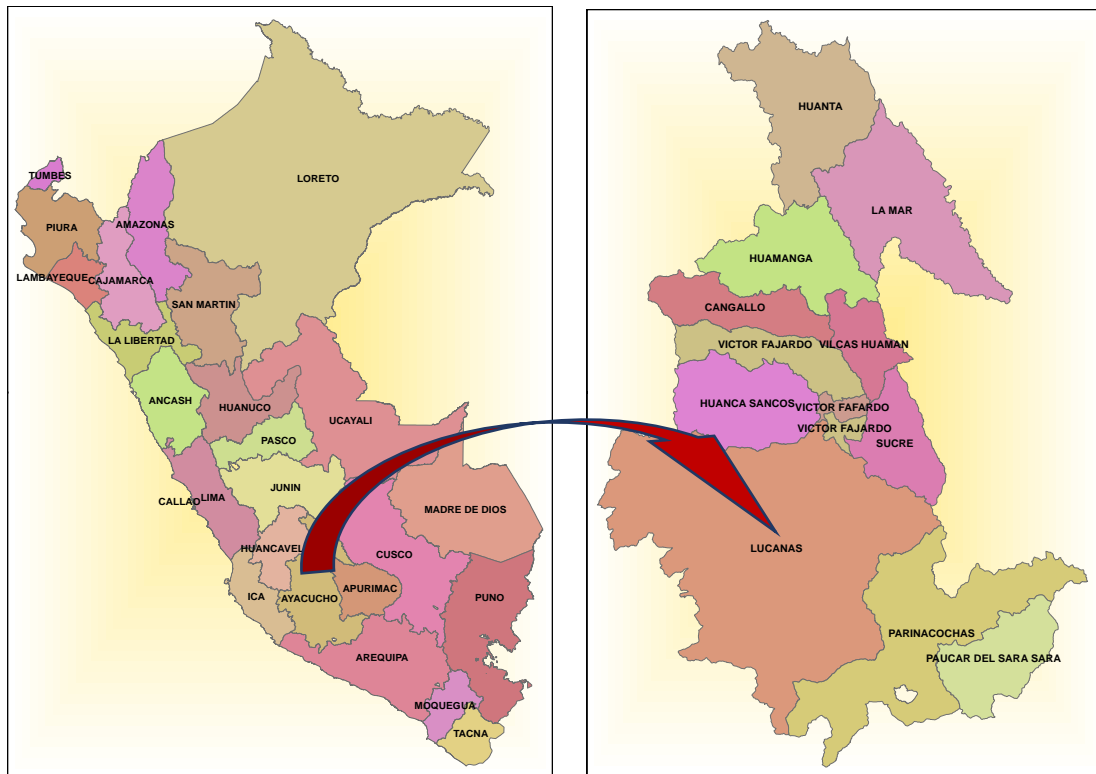 TUMBES
LORETO
PIURA
AMAZONAS
LAMBAYEQUE
CAJAMARCA
SAN MARTIN
LA LIBERTAD
ANCASH
HUANUCO
UCAYALI
PASCO
JUNIN
LIMA
CALLAO
MADRE DE DIOS
HUANCAVEL
CUSCO
ICA
AYACUCHO
APURIMAC
PUNO
AREQUIPA
MOQUEGUA
TACNA
HUANTA
LA MAR
HUAMANGA
CANGALLO
VICTOR FAJARDO
VILCAS HUAMAN
HUANCA SANCOS
VICTOR FAFARDO
VICTOR FAJARDO
SUCRE
LUCANAS
PARINACOCHAS
PAUCAR DEL SARA SARA